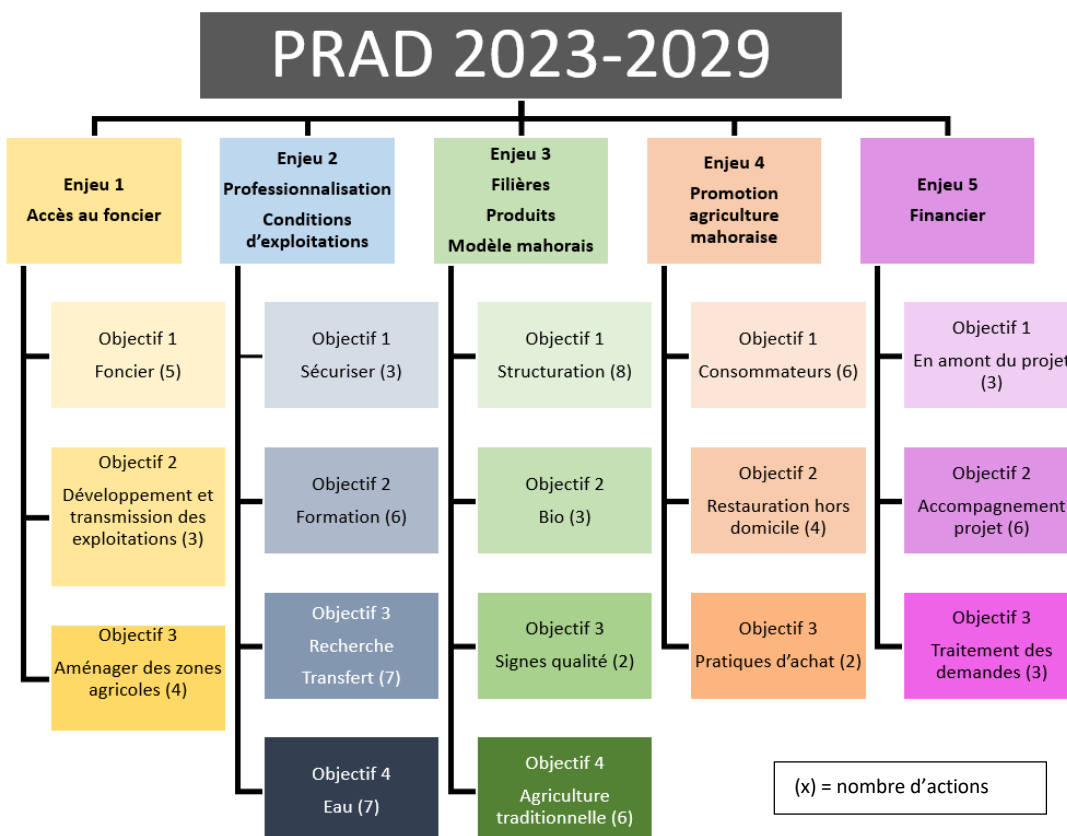 PRAD 2023-2029
Enjeu 1
Accès au foncier
Enjeu 2
Professionnalisation
Conditions
d'exploitations
Enjeu 3
Filières
Produits
Modèle mahorais
Enjeu 4
Promotion
agriculture
mahoraise
Enjeu 5
Financier
Objectif 1
Foncier (5)
Objectif 2
Développement et
transmission des
exploitations (3)
Objectif 3
Aménager des zones
agricoles (4)
Objectif 1
Sécuriser (3)
Objectif 2
Formation (6)
Objectif 3
Recherche
Transfert (7)
Objectif 4
Eau (7)
Objectif 1
Structuration (8)
Objectif 2
Bio (3)
Objectif 3
Signes qualité (2)
Objectif 4
Agriculture
traditionnelle (6)
Objectif 1
Consommateurs (6)
Objectif 2
Restauration hors
domicile (4)
Objectif 3
Pratiques d'achat (2)
Objectif 1
En amont du projet
(3)
Objectif 2
Accompagnement
projet (6)
Objectif 3
Traitement des
demandes (3)
(x) = nombre d'actions